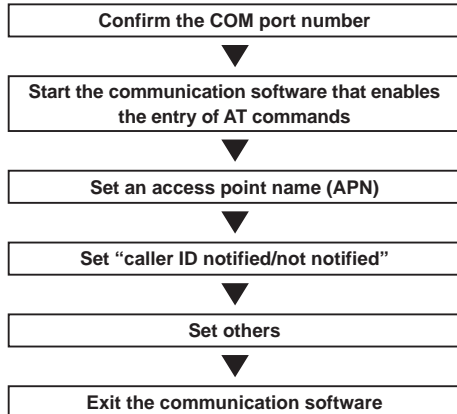 Confirm the COM port number
Start the communication software that enables
the entry of AT commands
Set an access point name (APN)
Set “caller ID notified/not notified”
Set others
Exit the communication software